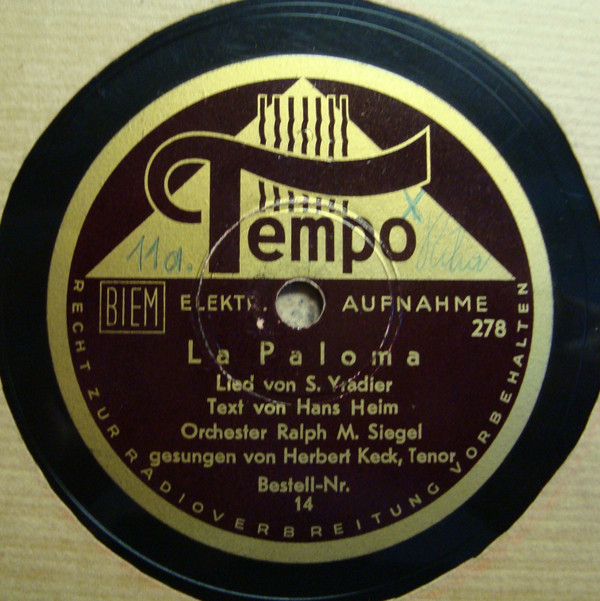 Tempo
11a.
X
BIEM
ELEKTR. AUFNAHME
278
La Paloma
Lied von S. Yradier
Text von Hans Heim
Orchester Ralph M. Siegel
gesungen von Herbert Keck, Tenor
Bestell-Nr.
14
RECHT ZUR RADIOVERBREITUNG VORBEHALTEN